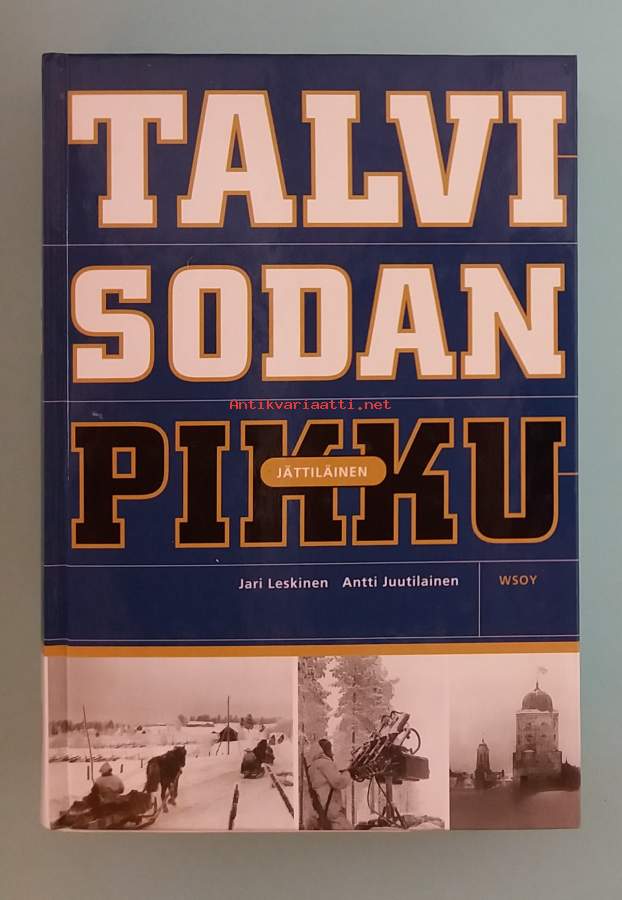 TALVI
SODAN
Antikvariaatti.net
PIKKU
JÄTTILÄINEN
Jari Leskinen Antti Juutilainen WSOY